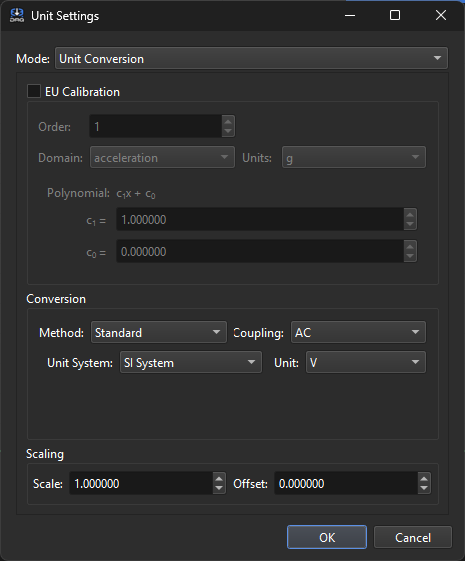 DAQ Unit Settings
Mode: Unit Conversion
EU Calibration
Order: 1
Domain: acceleration Units: g
Polynomial: c₁x + c₀
c₁ = 1.000000
c₀ = 0.000000
Conversion
Method: Standard Coupling: AC
Unit System: SI System Unit: V
Scaling
Scale: 1.000000 Offset: 0.000000
OK Cancel